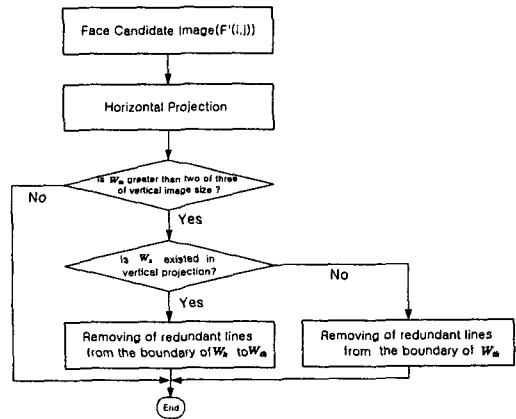 Face Candidate Image(F'(i,j))
Horizontal Projection
Is W_th greater than two of three
of vertical image size ?
No
Yes
Is W_h existed in
vertical projection?
No
Yes
Removing of redundant lines
from the boundary of W_h to W_th
Removing of redundant lines
from the boundary of W_th
End